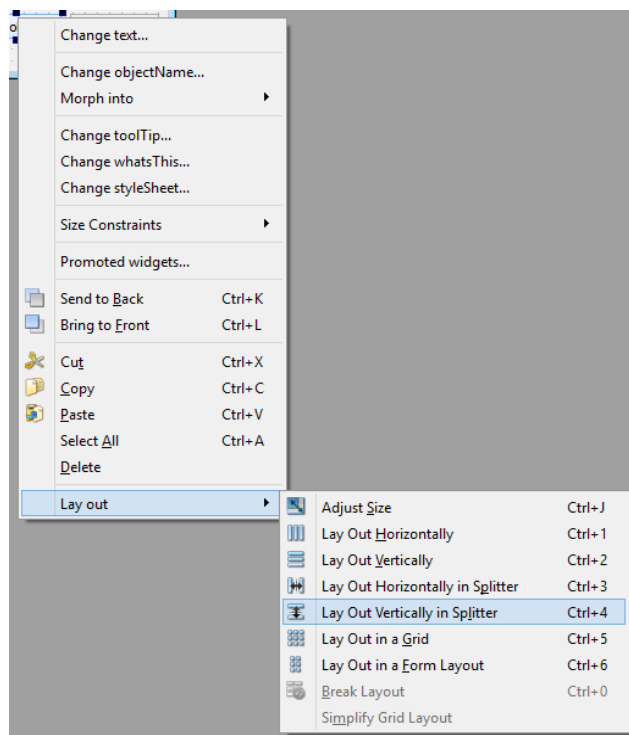 Change text...
Change objectName...
Morph into
Change toolTip...
Change whatsThis...
Change styleSheet...
Size Constraints
Promoted widgets...
Send to Back Ctrl+K
Bring to Front Ctrl+L
Cut Ctrl+X
Copy Ctrl+C
Paste Ctrl+V
Select All Ctrl+A
Delete
Lay out
Adjust Size Ctrl+J
Lay Out Horizontally Ctrl+1
Lay Out Vertically Ctrl+2
Lay Out Horizontally in Splitter Ctrl+3
Lay Out Vertically in Splitter Ctrl+4
Lay Out in a Grid Ctrl+5
Lay Out in a Form Layout Ctrl+6
Break Layout Ctrl+0
Simplify Grid Layout